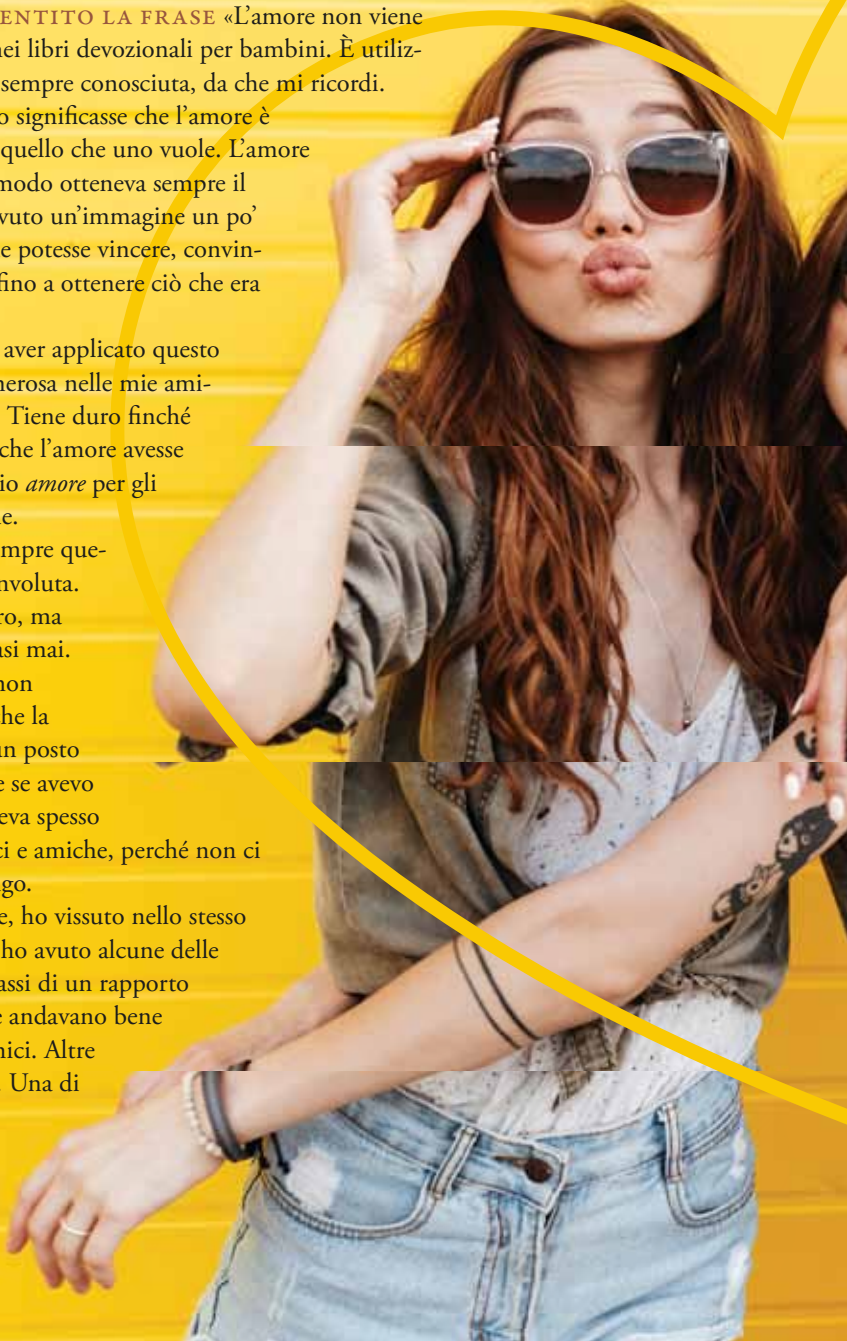 ENTITO LA FRASE «L’amore non viene
nei libri devozionali per bambini. È utiliz-
sempre conosciuta, da che mi ricordi.
o significasse che l’amore è
quello che uno vuole. L’amore
modo otteneva sempre il
vuto un’immagine un po’
e potesse vincere, convin-
fino a ottenere ciò che era
aver applicato questo
nerosa nelle mie ami-
Tiene duro finché
che l’amore avesse
io amore per gli
e.
mpre que-
nvoluta.
ro, ma
asi mai.
non
he la
un posto
e se avevo
eva spesso
ci e amiche, perché non ci
go.
e, ho vissuto nello stesso
ho avuto alcune delle
assi di un rapporto
e andavano bene
nici. Altre
Una di